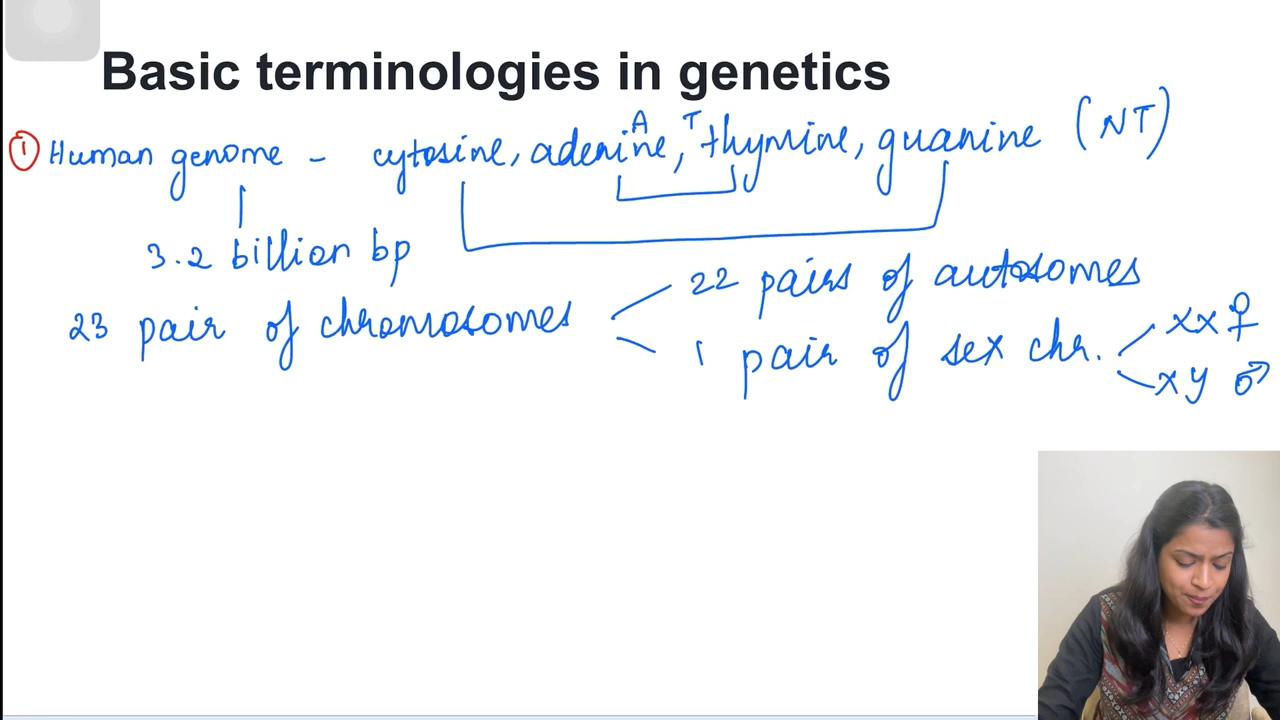 Basic terminologies in genetics
① Human genome - cytosine, adenine, thymine, guanine (NT)
A T
3.2 billion bp
22 pairs of autosomes
23 pair of chromosomes
1 pair of sex chr.
xx ♀
xy ♂